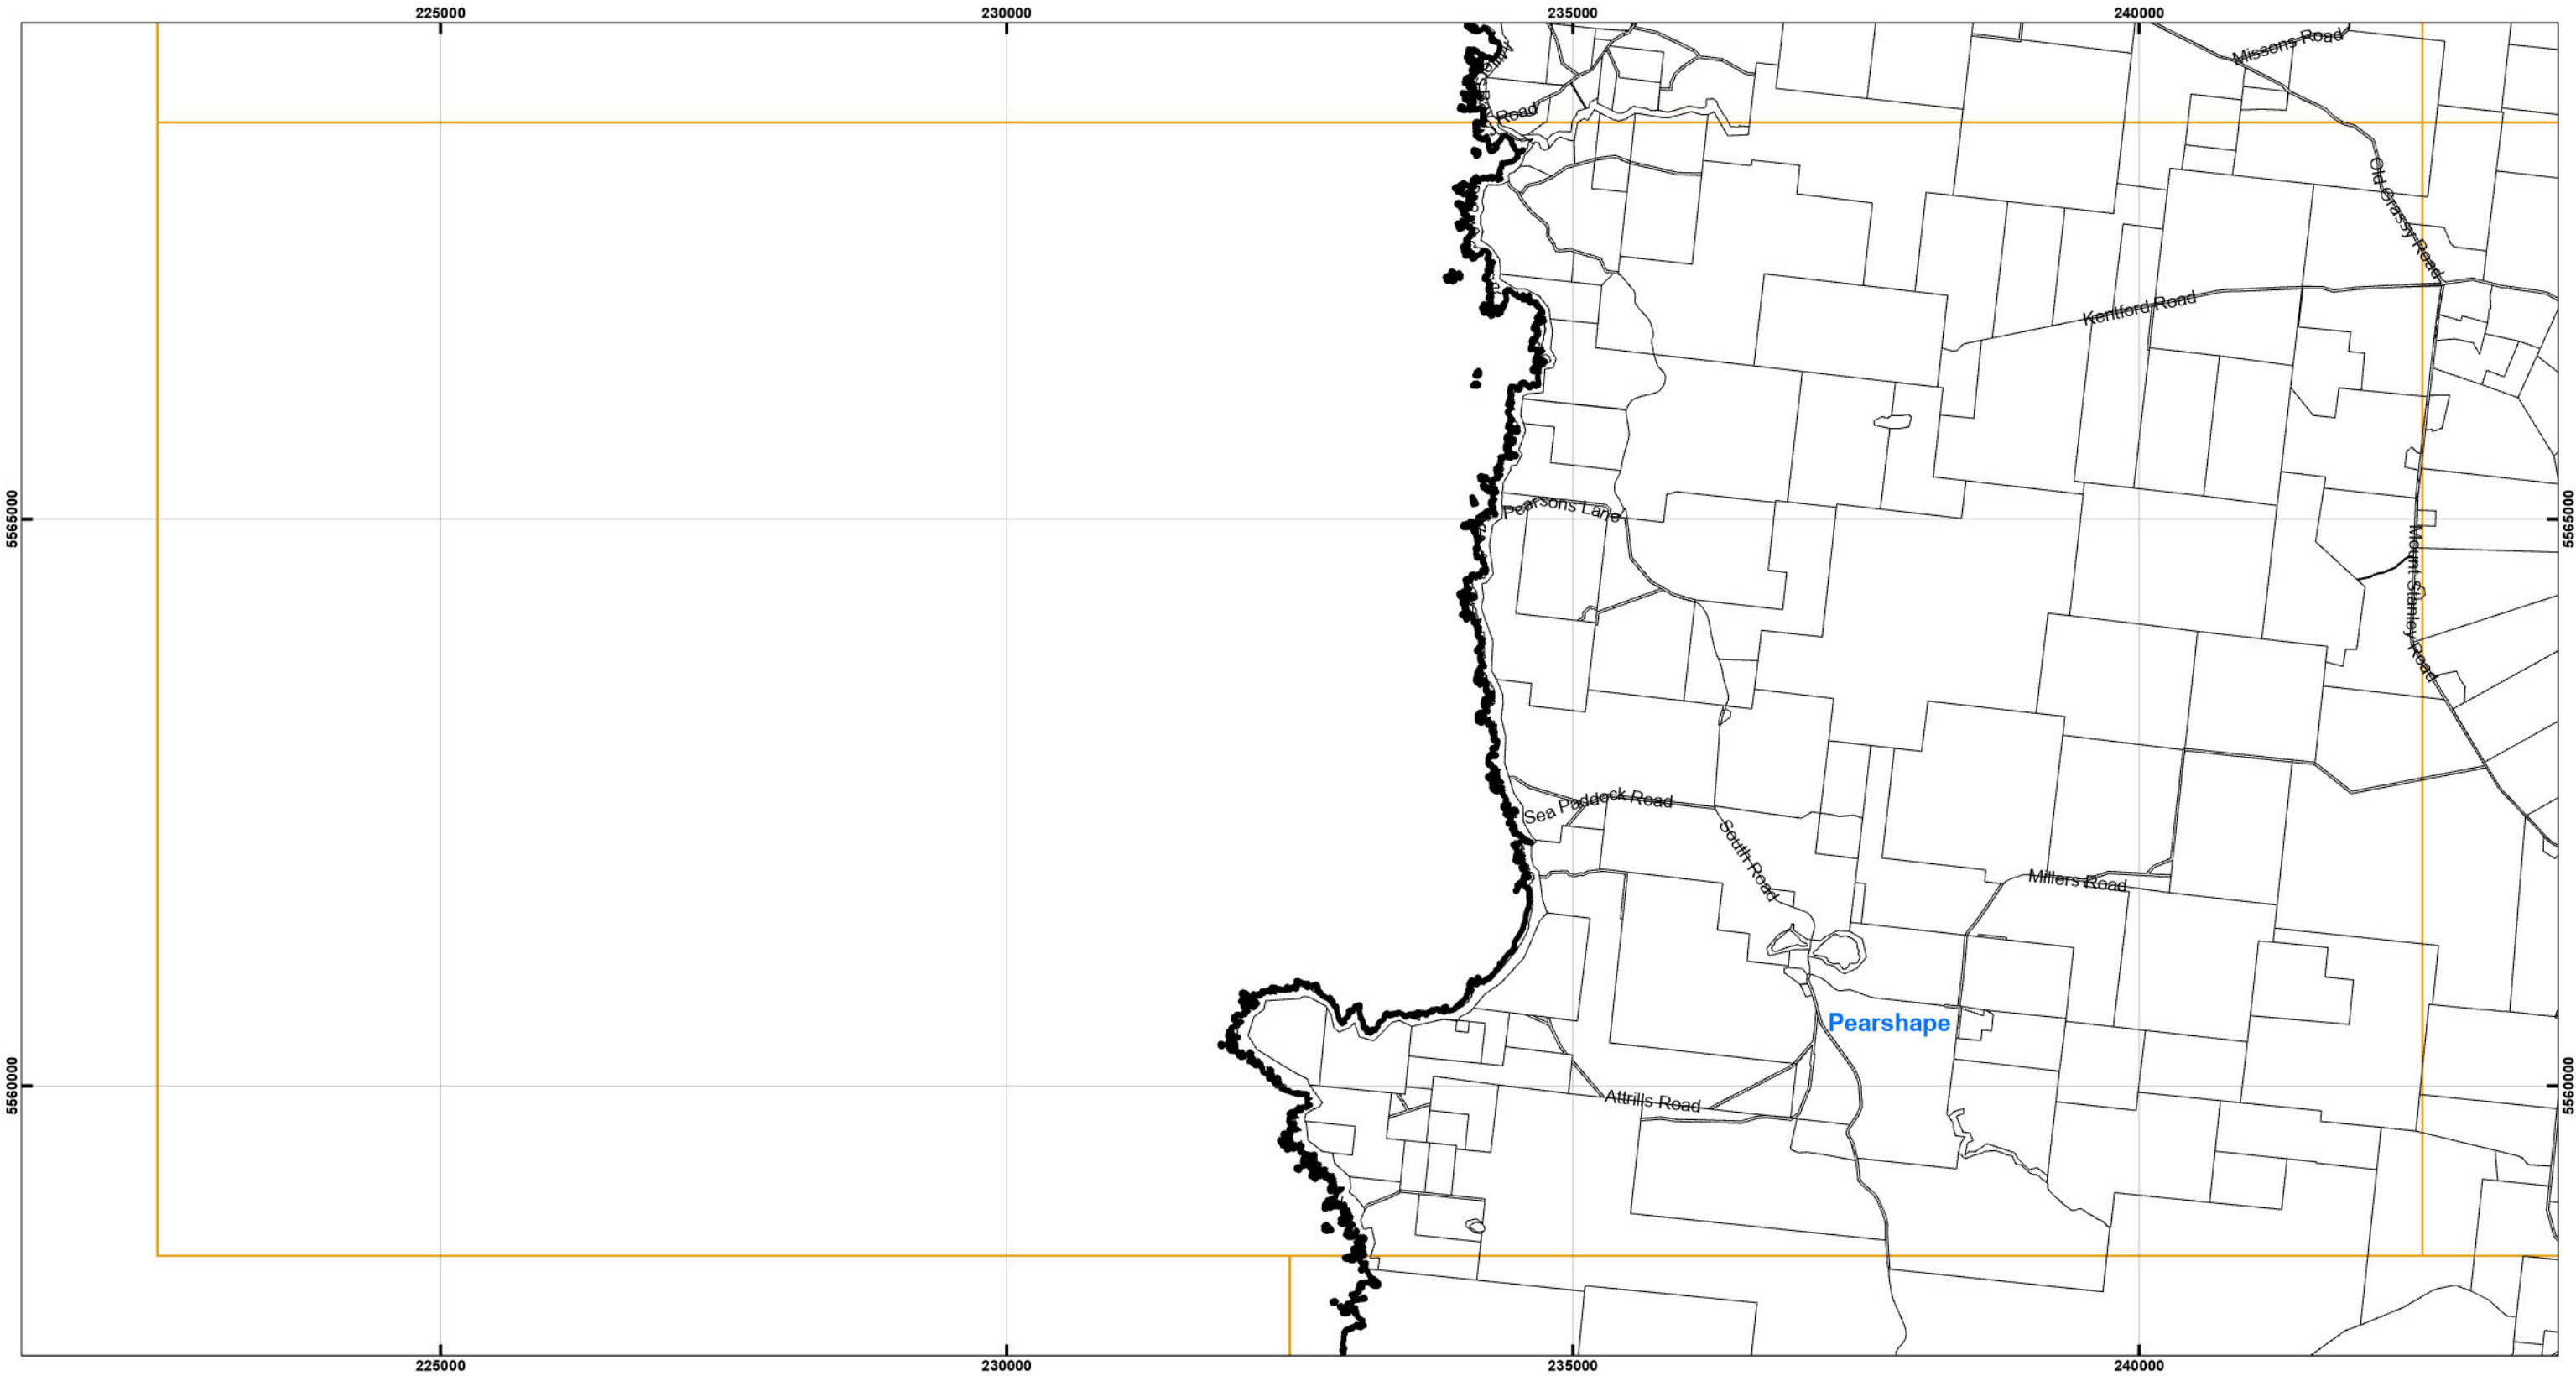 225000
230000
235000
240000
Missons Road
Road
Old Grassy Road
Kentford Road
5565000
5565000
Pearsons Lane
Mount Stanley Road
Sea Paddock Road
South Road
Millers Road
Pearshape
5560000
5560000
Attrills Road
225000
230000
235000
240000